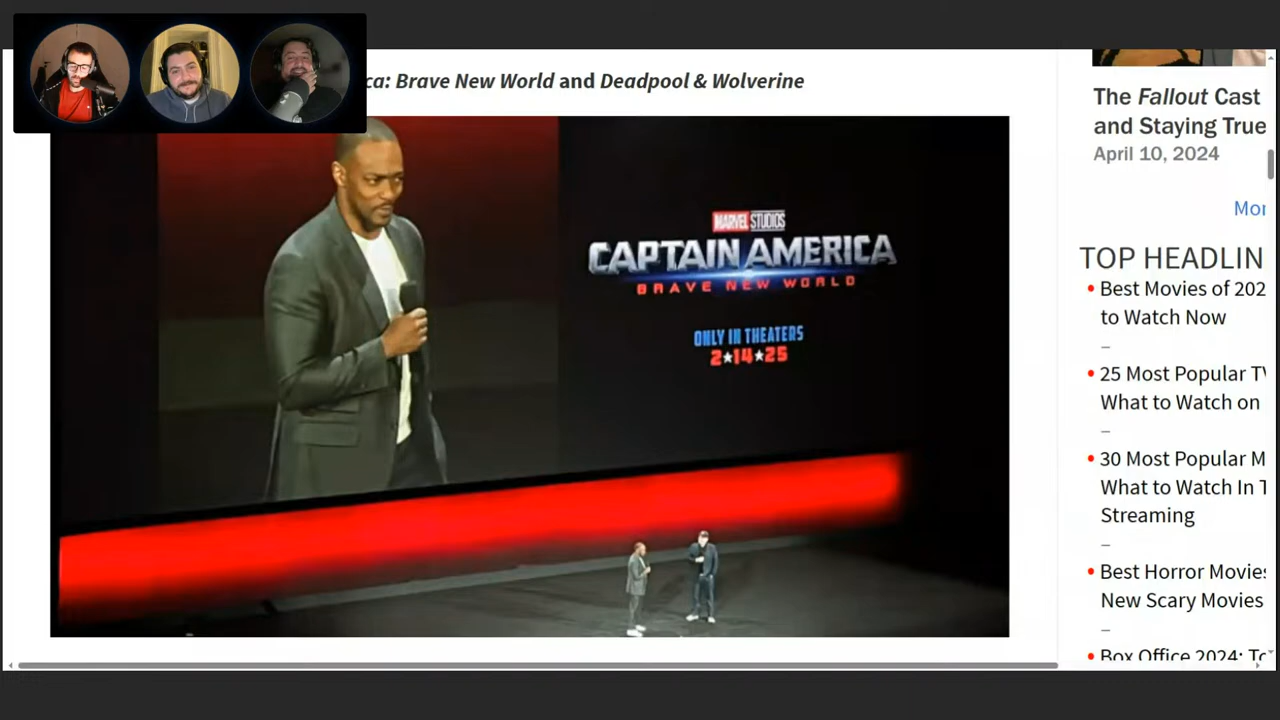 ca: Brave New World and Deadpool & Wolverine
MARVEL STUDIOS
CAPTAIN AMERICA
BRAVE NEW WORLD
ONLY IN THEATERS
2★14★25
The Fallout Cast
and Staying True
April 10, 2024
Mor
TOP HEADLIN
• Best Movies of 202
to Watch Now
–
• 25 Most Popular TV
What to Watch on
–
• 30 Most Popular M
What to Watch In T
Streaming
–
• Best Horror Movies
New Scary Movies
–
• Box Office 2024: To